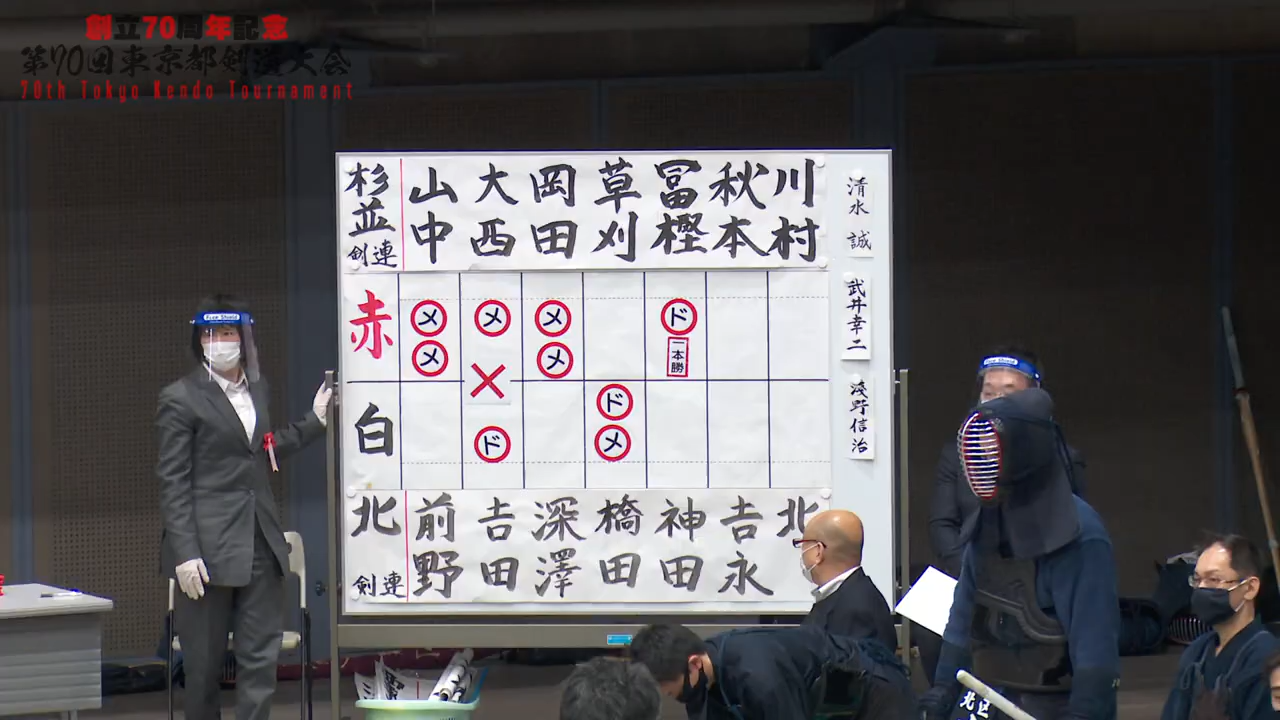 創立70周年記念
第70回東京都剣道大会
70th Tokyo Kendo Tournament
杉並剣連
山中
大西
岡田
草刈
冨樫
秋本
川村
清水 誠
武井幸二
浅野信治
赤
メ メ メ ド
メ メ 一本勝
×
ド
白
ド メ
北剣連
前野
吉田
深澤
橋田
神田
吉永
北
Face Shield
北区